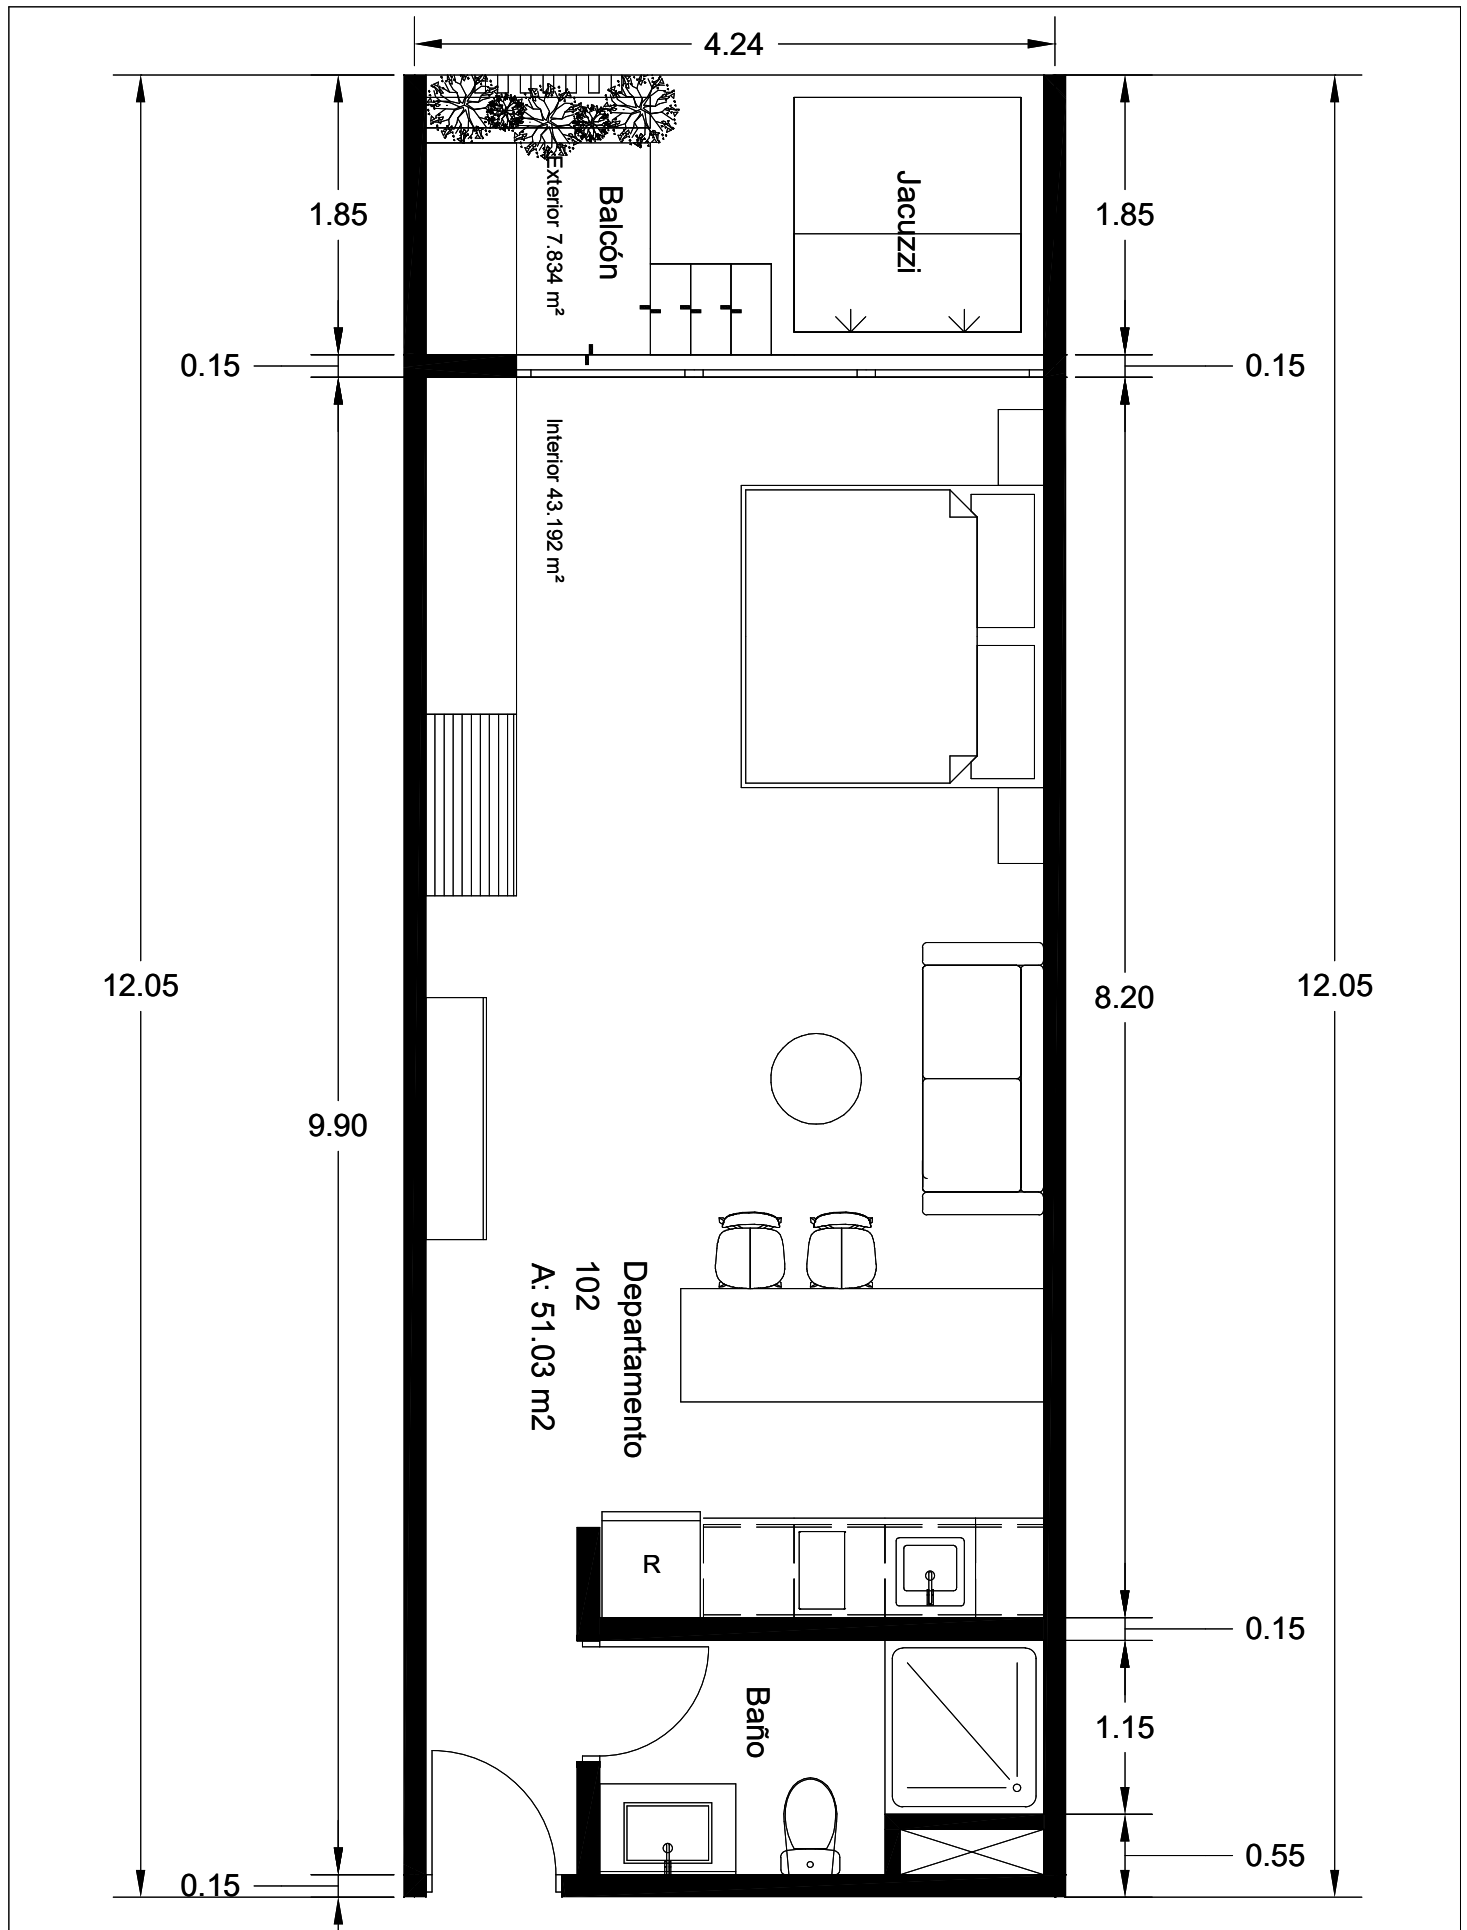 4.24
1.85
1.85
Exterior 7.834 m²
Balcón
Jacuzzi
0.15
0.15
Interior 43.192 m²
12.05
8.20
12.05
9.90
Departamento
102
A: 51.03 m2
R
0.15
Baño
1.15
0.55
0.15